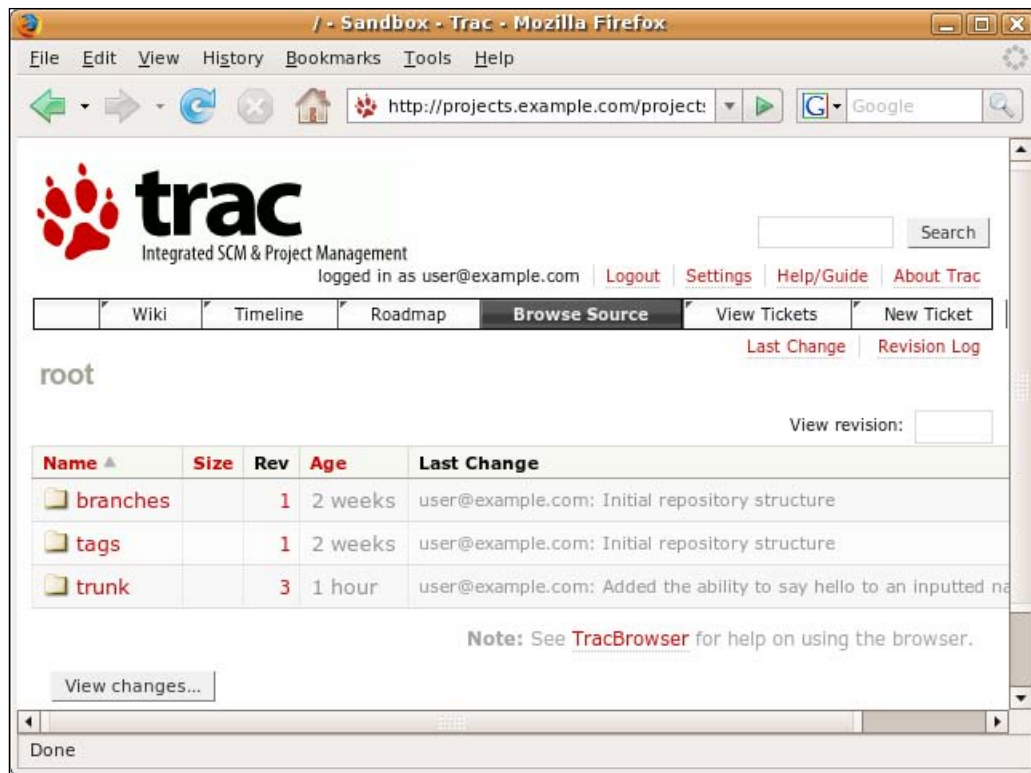 / - Sandbox - Trac - Mozilla Firefox
File Edit View History Bookmarks Tools Help
http://projects.example.com/project: G Google
trac
Integrated SCM & Project Management
Search
logged in as user@example.com Logout Settings Help/Guide About Trac
Wiki Timeline Roadmap Browse Source View Tickets New Ticket
Last Change Revision Log
root
View revision:
Name Size Rev Age Last Change
branches 1 2 weeks user@example.com: Initial repository structure
tags 1 2 weeks user@example.com: Initial repository structure
trunk 3 1 hour user@example.com: Added the ability to say hello to an inputted na
Note: See TracBrowser for help on using the browser.
View changes...
Done